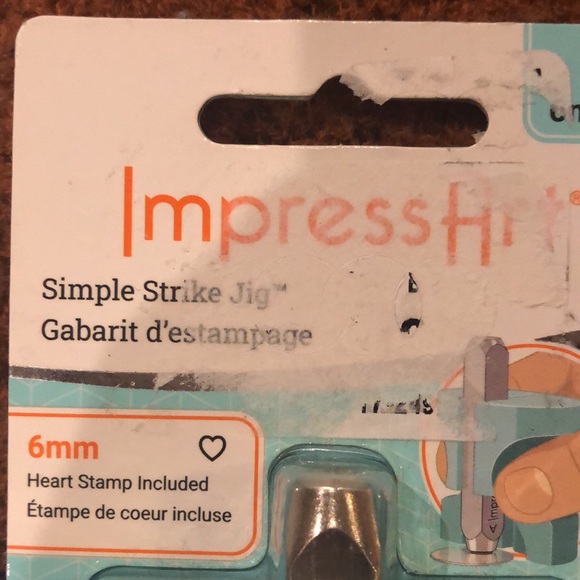 ImpressArt®
Simple Strike Jig™
Gabarit d'estampage
6mm
Heart Stamp Included
Étampe de coeur incluse